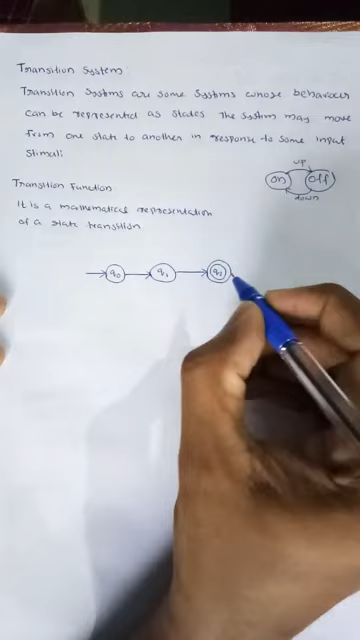 Transition System
Transition Systems are some Systems whose behaviour
can be represented as states The System may move
from one state to another in response to some input
Stimuli
up
on
off
down
Transition Function
It is a mathematical representation
of a state transition
q0
q1
q2